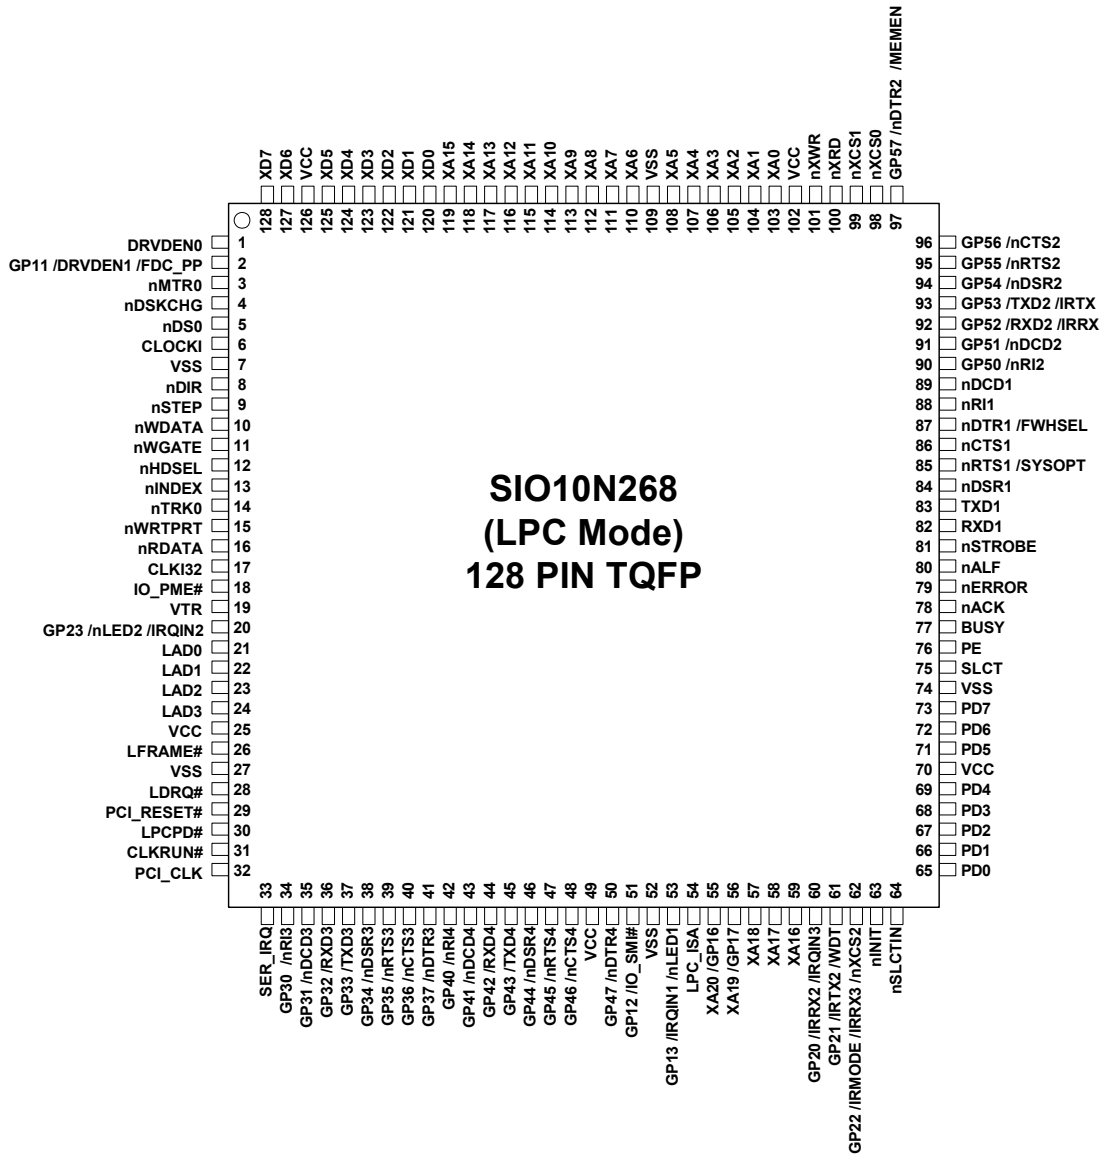 GP57 /nDTR2 /MEMEN
XD7 XD6 VCC XD5 XD4 XD3 XD2 XD1 XD0 XA15 XA14 XA13 XA12 XA11 XA10 XA9 XA8 XA7 XA6 VSS XA5 XA4 XA3 XA2 XA1 XA0 VCC nXWR nXRD nXCS1 nXCS0
128 127 126 125 124 123 122 121 120 119 118 117 116 115 114 113 112 111 110 109 108 107 106 105 104 103 102 101 100 99 98 97
DRVDEN0 1
GP11 /DRVDEN1 /FDC_PP 2
nMTR0 3
nDSKCHG 4
nDS0 5
CLOCKI 6
VSS 7
nDIR 8
nSTEP 9
nWDATA 10
nWGATE 11
nHDSEL 12
nINDEX 13
nTRK0 14
nWRTPRT 15
nRDATA 16
CLKI32 17
IO_PME# 18
VTR 19
GP23 /nLED2 /IRQIN2 20
LAD0 21
LAD1 22
LAD2 23
LAD3 24
VCC 25
LFRAME# 26
VSS 27
LDRQ# 28
PCI_RESET# 29
LPCPD# 30
CLKRUN# 31
PCI_CLK 32
SIO10N268
(LPC Mode)
128 PIN TQFP
96 GP56 /nCTS2
95 GP55 /nRTS2
94 GP54 /nDSR2
93 GP53 /TXD2 /IRTX
92 GP52 /RXD2 /IRRX
91 GP51 /nDCD2
90 GP50 /nRI2
89 nDCD1
88 nRI1
87 nDTR1 /FWHSEL
86 nCTS1
85 nRTS1 /SYSOPT
84 nDSR1
83 TXD1
82 RXD1
81 nSTROBE
80 nALF
79 nERROR
78 nACK
77 BUSY
76 PE
75 SLCT
74 VSS
73 PD7
72 PD6
71 PD5
70 VCC
69 PD4
68 PD3
67 PD2
66 PD1
65 PD0
33 34 35 36 37 38 39 40 41 42 43 44 45 46 47 48 49 50 51 52 53 54 55 56 57 58 59 60 61 62 63 64
SER_IRQ
GP30 /nRI3
GP31 /nDCD3
GP32 /RXD3
GP33 /TXD3
GP34 /nDSR3
GP35 /nRTS3
GP36 /nCTS3
GP37 /nDTR3
GP40 /nRI4
GP41 /nDCD4
GP42 /RXD4
GP43 /TXD4
GP44 /nDSR4
GP45 /nRTS4
GP46 /nCTS4
VCC
GP47 /nDTR4
GP12 /IO_SMI#
VSS
GP13 /IRQIN1 /nLED1
LPC_ISA
XA20 /GP16
XA19 /GP17
XA18
XA17
XA16
GP20 /IRRX2 /IRQIN3
GP21 /IRTX2 /WDT
GP22 /IRMODE /IRRX3 /nXCS2
nINIT
nSLCTIN